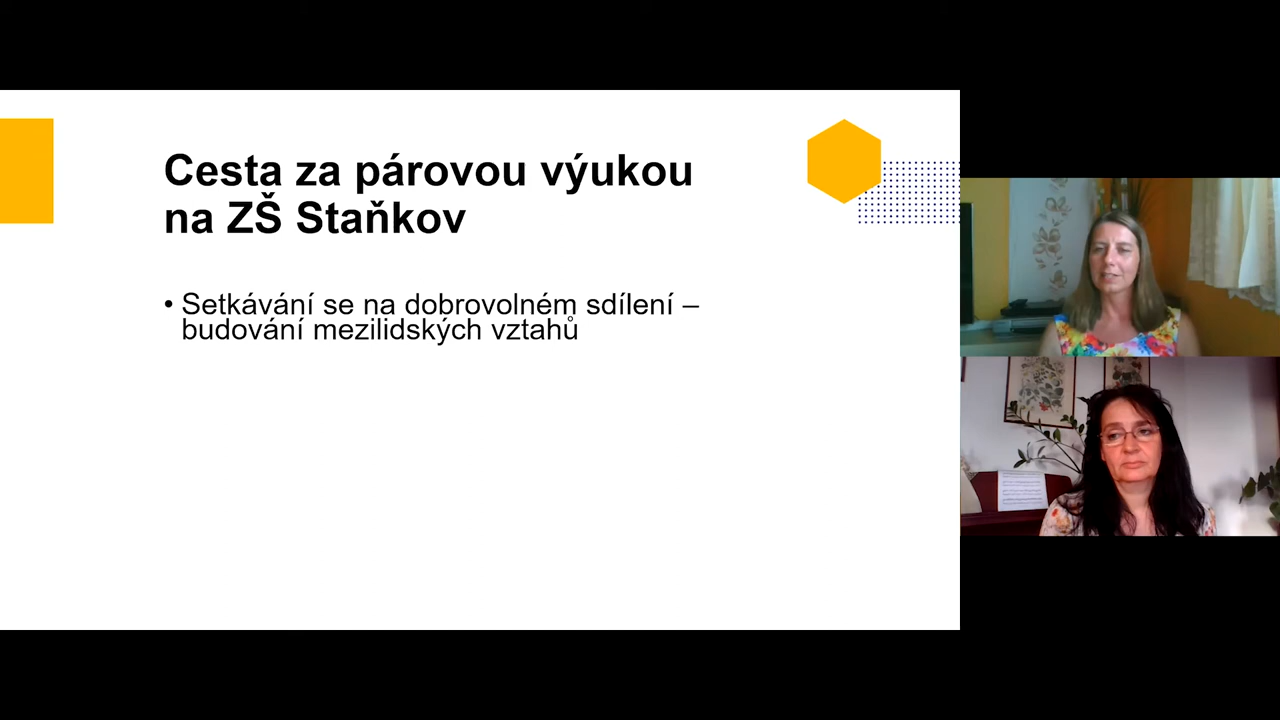 Cesta za párovou výukou
na ZŠ Staňkov
• Setkávání se na dobrovolném sdílení –
budování mezilidských vztahů